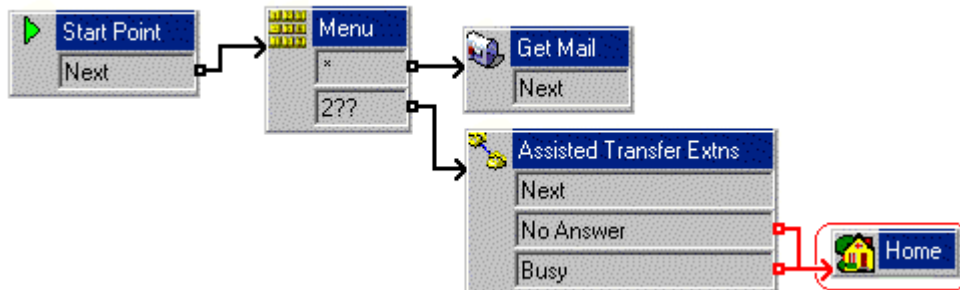 Start Point
Next
Menu
*
2??
Get Mail
Next
Assisted Transfer Extns
Next
No Answer
Busy
Home